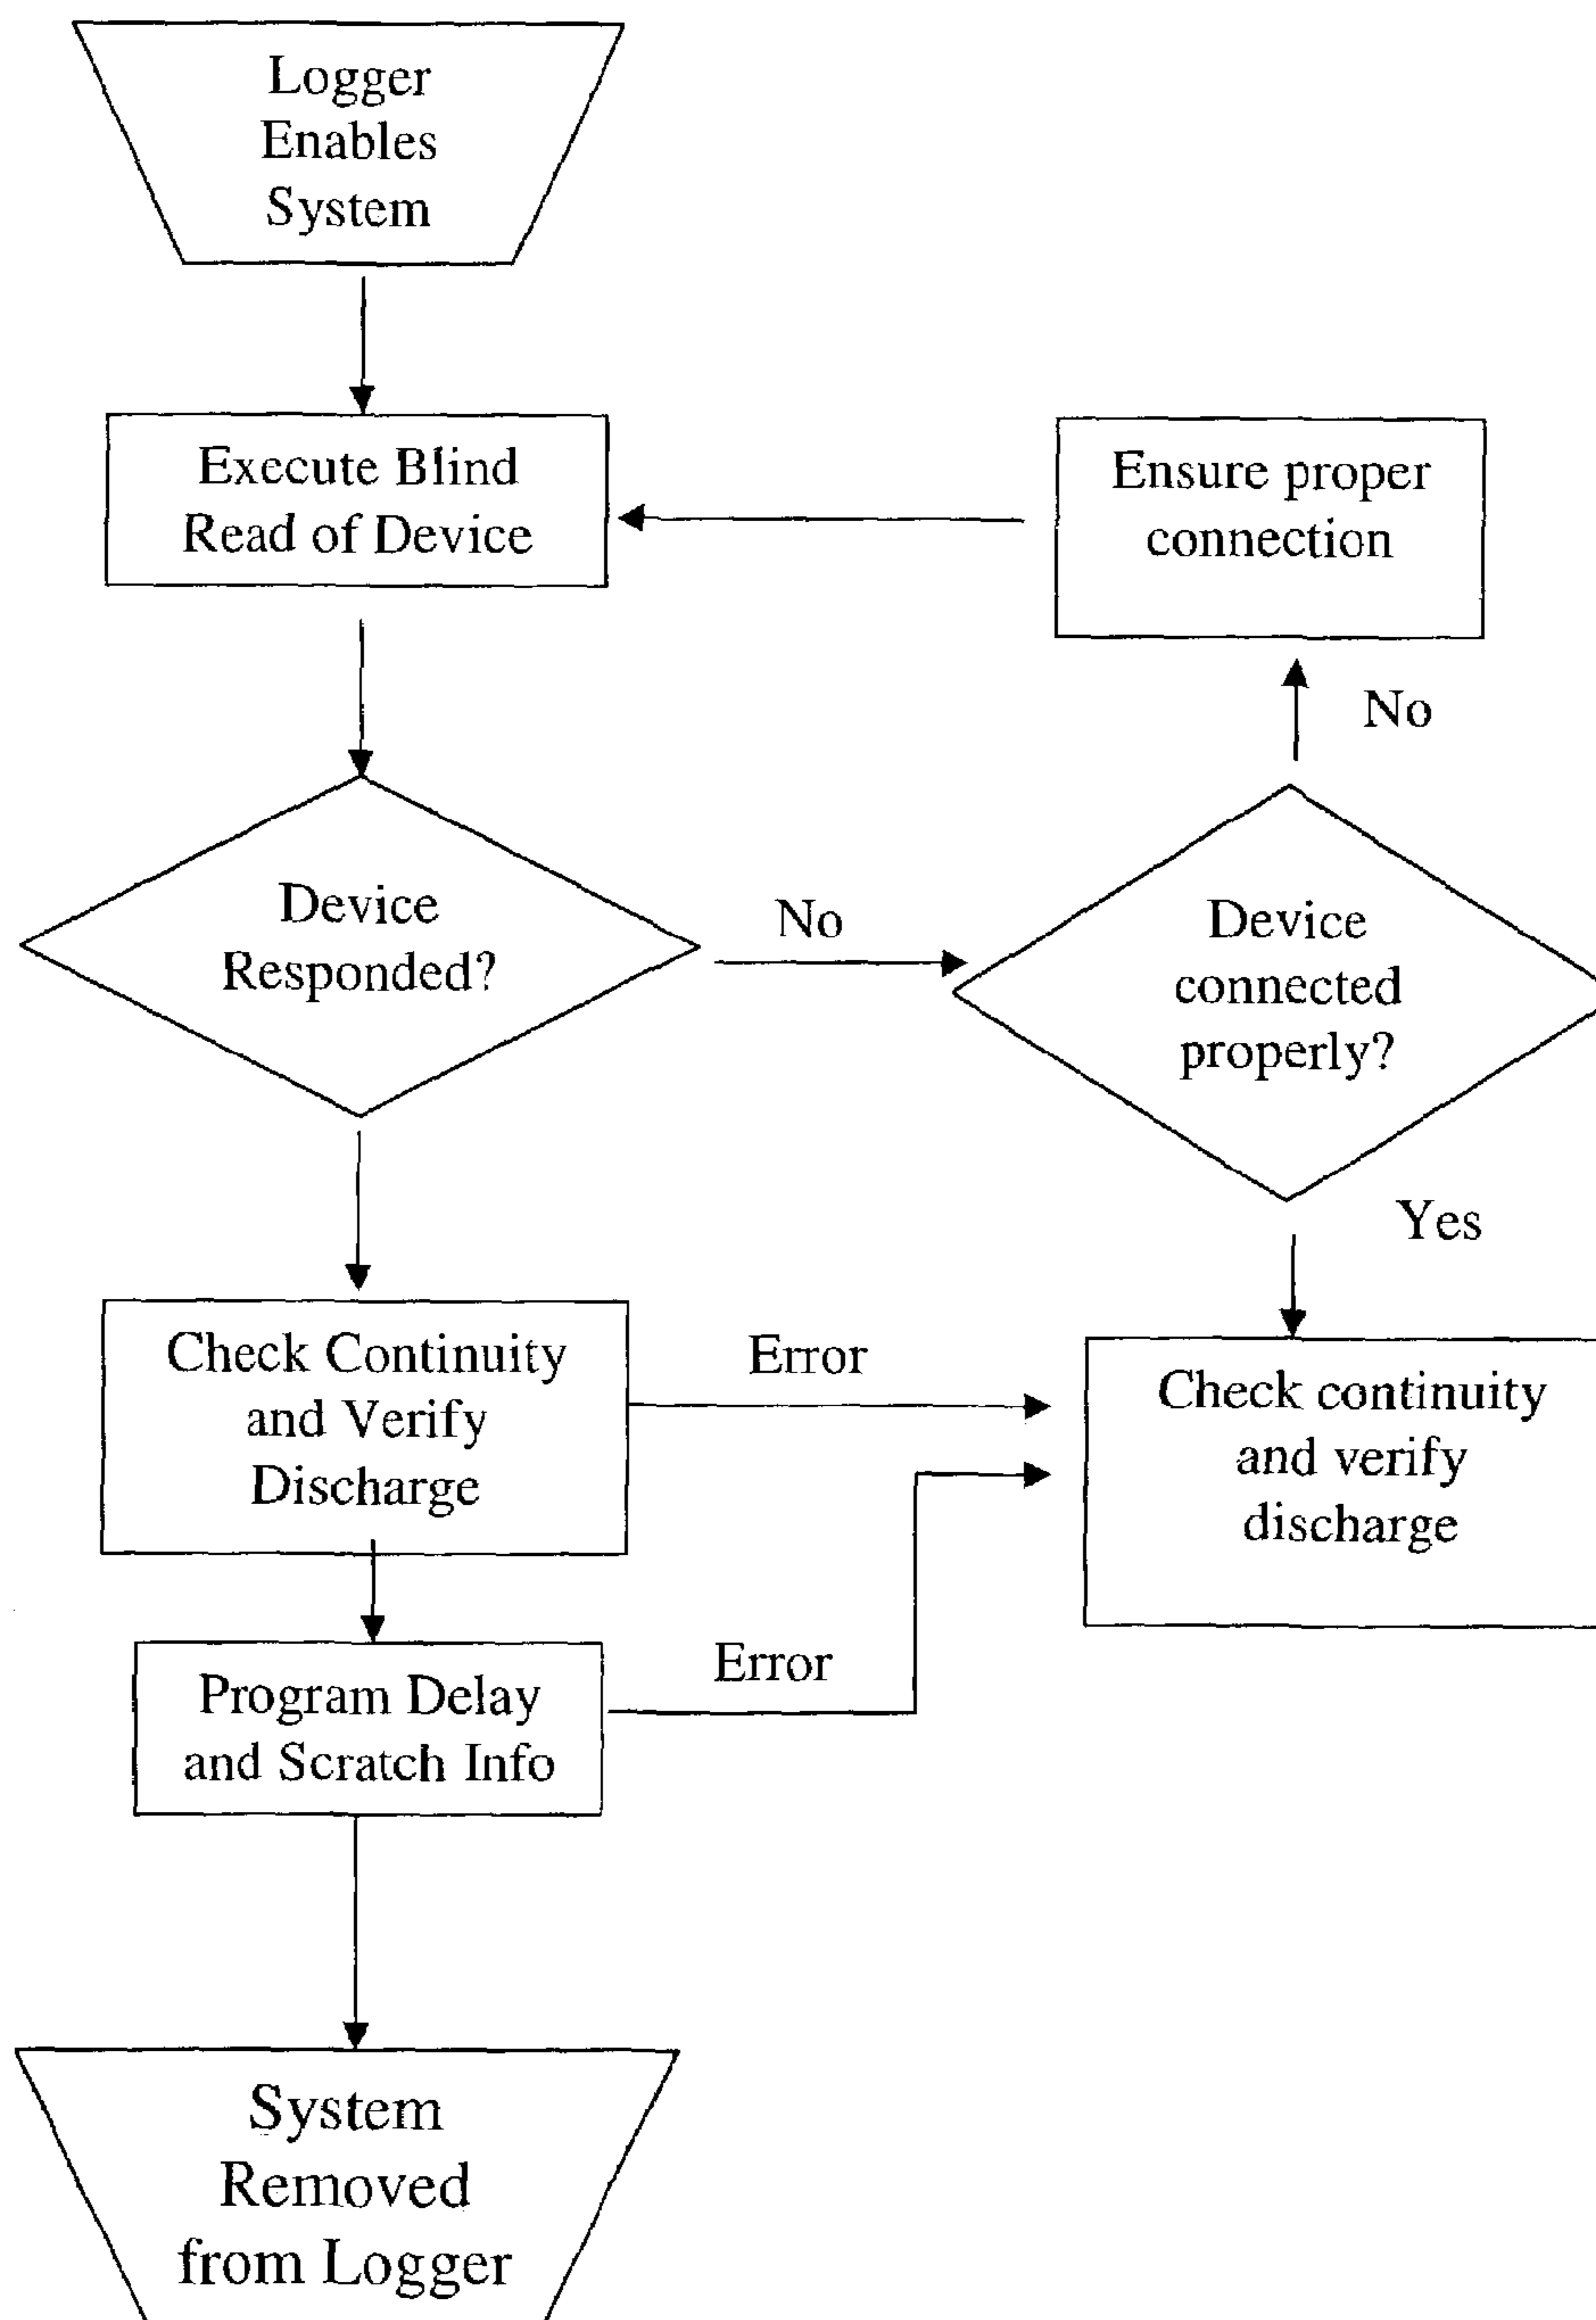 Logger
Enables
System
Execute Blind
Read of Device
Ensure proper
connection
No
Device
Responded?
No
Device
connected
properly?
Yes
Check Continuity
and Verify
Discharge
Error
Check continuity
and verify
discharge
Program Delay
and Scratch Info
Error
System
Removed
from Logger